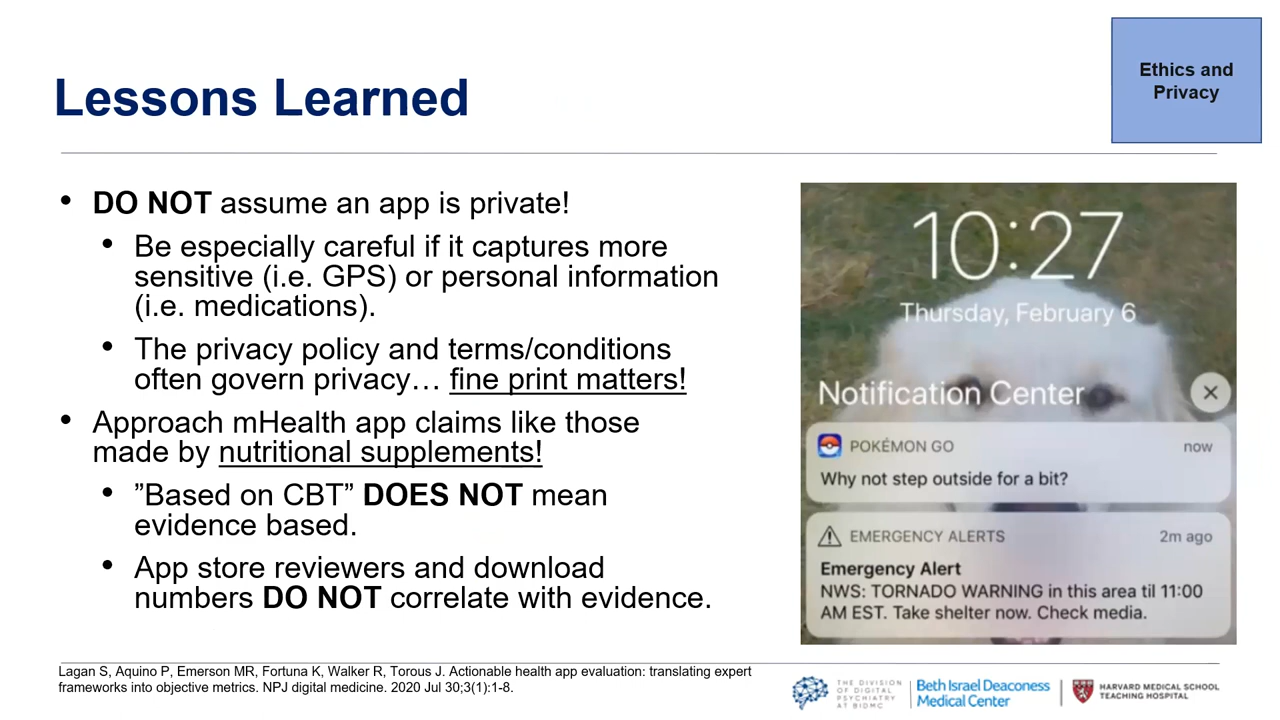 Ethics and
Privacy
Lessons Learned
• DO NOT assume an app is private!
• Be especially careful if it captures more
sensitive (i.e. GPS) or personal information
(i.e. medications).
• The privacy policy and terms/conditions
often govern privacy… fine print matters!
• Approach mHealth app claims like those
made by nutritional supplements!
• ”Based on CBT” DOES NOT mean
evidence based.
• App store reviewers and download
numbers DO NOT correlate with evidence.
10:27
Thursday, February 6
Notification Center
POKÉMON GO now
Why not step outside for a bit?
EMERGENCY ALERTS 2m ago
Emergency Alert
NWS: TORNADO WARNING in this area til 11:00
AM EST. Take shelter now. Check media.
Lagan S, Aquino P, Emerson MR, Fortuna K, Walker R, Torous J. Actionable health app evaluation: translating expert
frameworks into objective metrics. NPJ digital medicine. 2020 Jul 30;3(1):1-8.
THE DIVISION
OF DIGITAL
PSYCHIATRY
AT BIDMC
Beth Israel Deaconess
Medical Center
HARVARD MEDICAL SCHOOL
TEACHING HOSPITAL